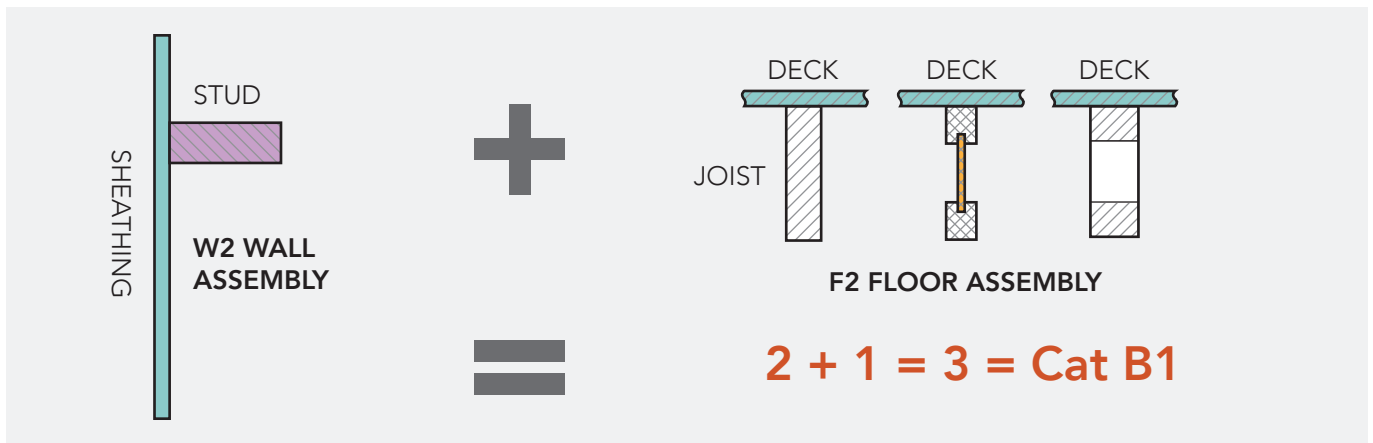 STUD
SHEATHING
W2 WALL
ASSEMBLY
DECK
DECK
DECK
JOIST
F2 FLOOR ASSEMBLY
2 + 1 = 3 = Cat B1